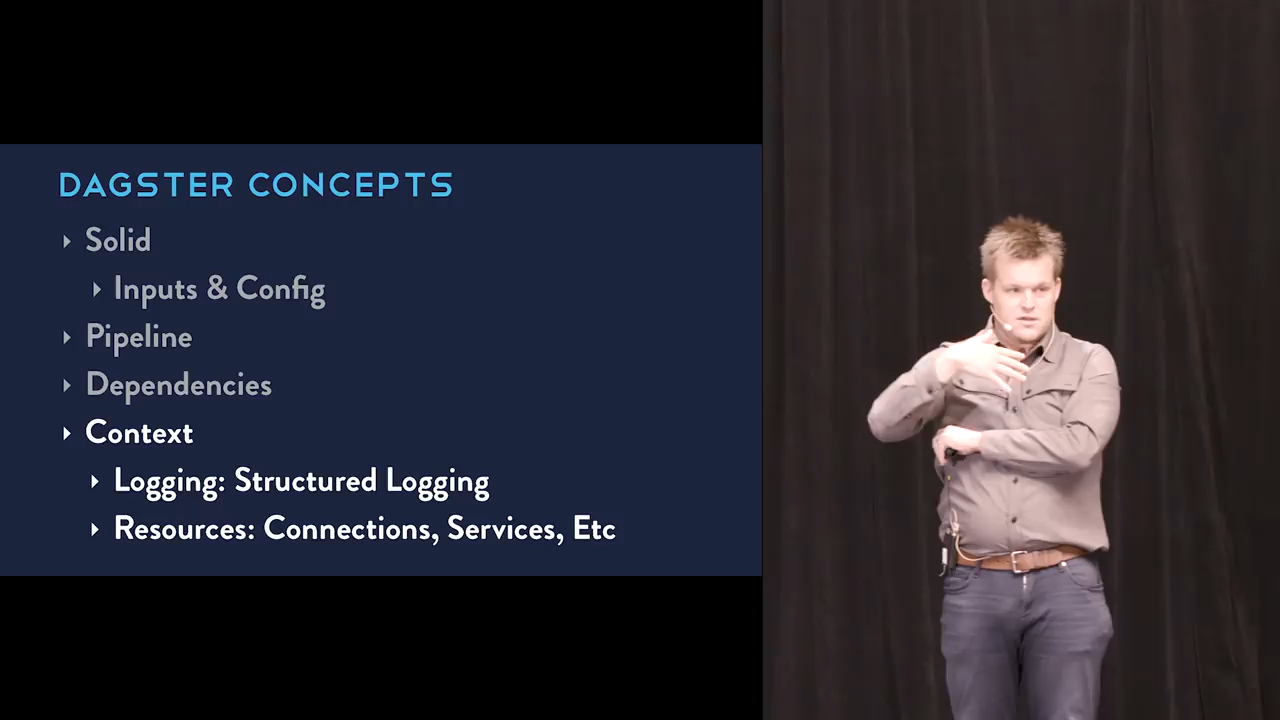 DAGSTER CONCEPTS
Solid
Inputs & Config
Pipeline
Dependencies
Context
Logging: Structured Logging
Resources: Connections, Services, Etc